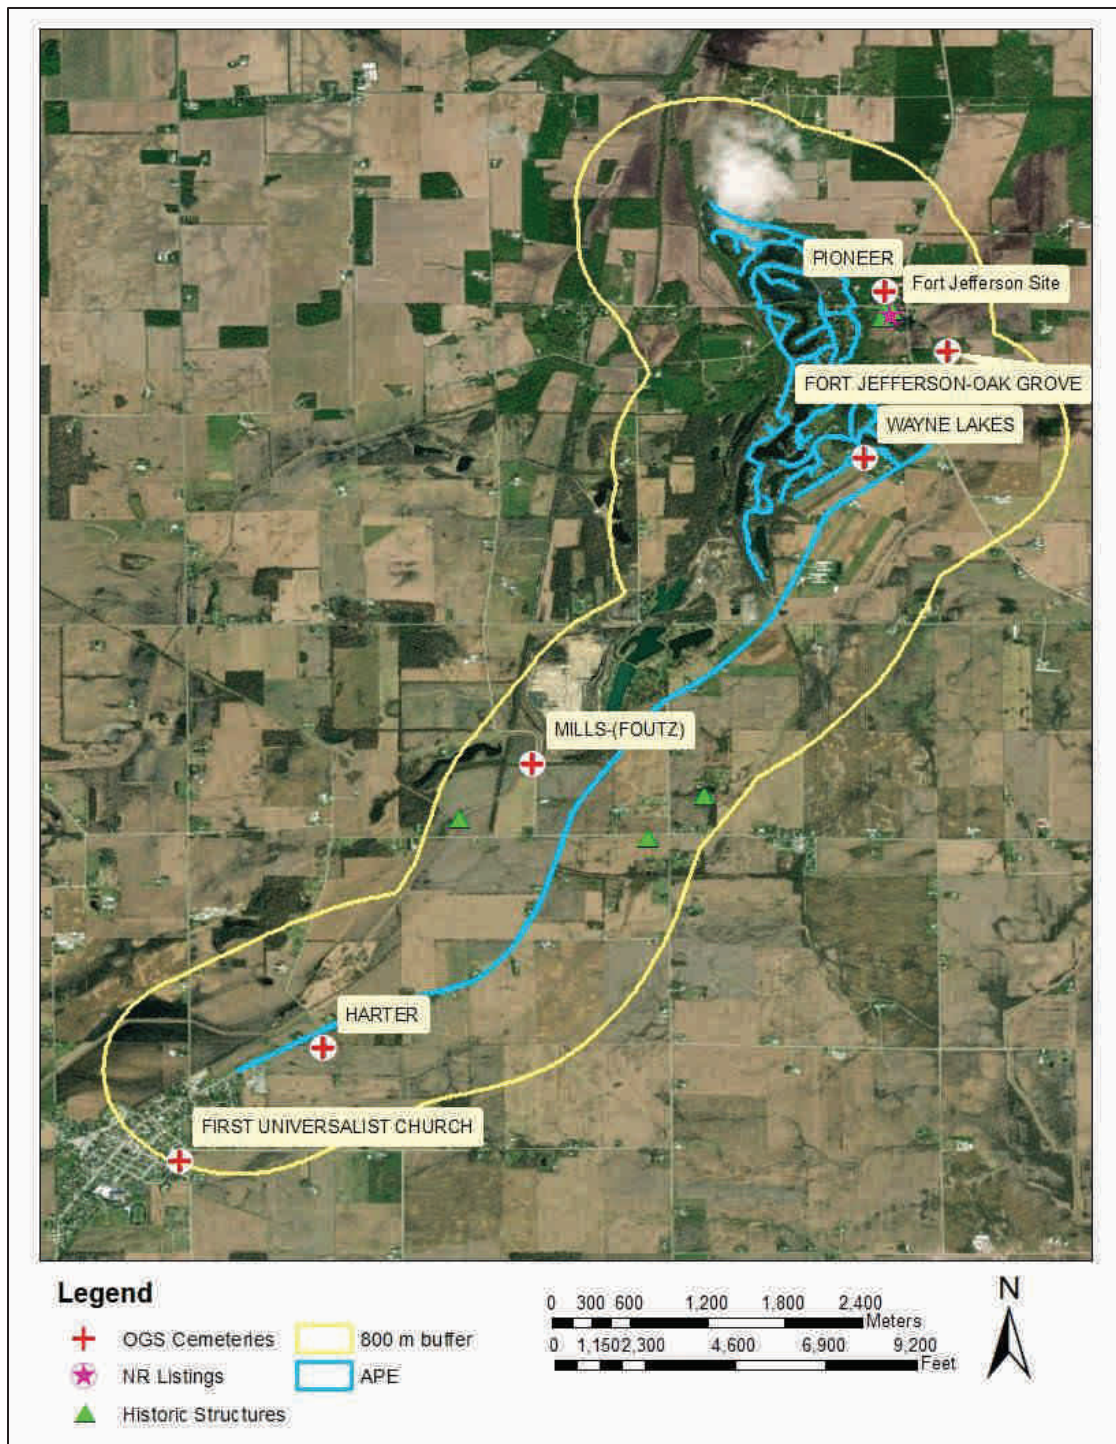 PIONEER
Fort Jefferson Site
FORT JEFFERSON-OAK GROVE
WAYNE LAKES
MILLS-(FOUTZ)
HARTER
FIRST UNIVERSALIST CHURCH
Legend
OGS Cemeteries
800 m buffer
NR Listings
APE
Historic Structures
0 300 600 1,200 1,800 2,400
Meters
0 1,150 2,300 4,600 6,900 9,200
Feet
N